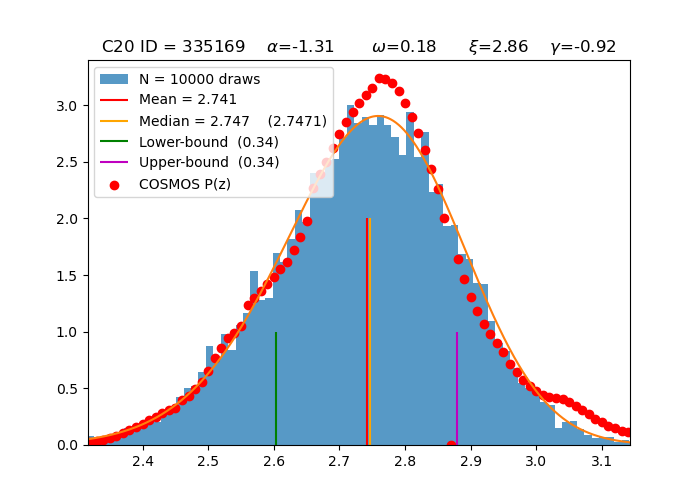 C20 ID = 335169 α=-1.31 ω=0.18 ξ=2.86 γ=-0.92
N = 10000 draws
Mean = 2.741
Median = 2.747 (2.7471)
Lower-bound (0.34)
Upper-bound (0.34)
COSMOS P(z)
3.0
2.5
2.0
1.5
1.0
0.5
0.0
2.4 2.5 2.6 2.7 2.8 2.9 3.0 3.1